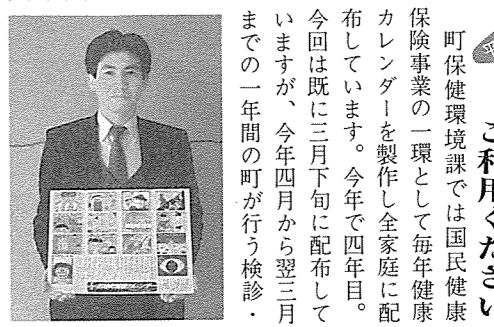 ご利用ください
町保健環境課では国民健康
保険事業の一環として毎年健康
カレンダーを製作し全家庭に配
布しています。今年で四年目。
今回は既に三月下旬に配布して
いますが、今年四月から翌三月
までの一年間の町が行う検診・